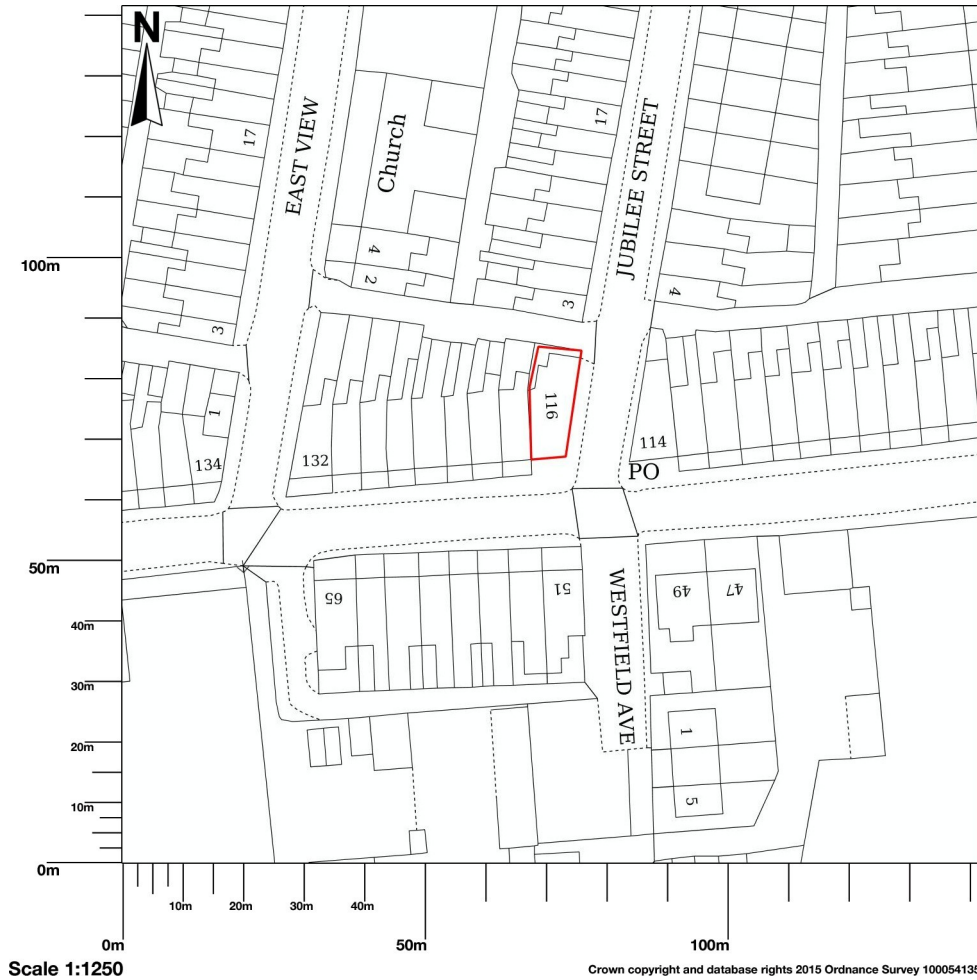 N
17
EAST VIEW
Church
17
JUBILEE STREET
4
2
3
3
4
100m
1
134
132
116
114
PO
50m
65
51
49
47
40m
30m
20m
10m
0m
WESTFIELD AVE
1
5
10m
20m
30m
40m
0m
50m
100m
Scale 1:1250
Crown copyright and database rights 2015 Ordnance Survey 100054135